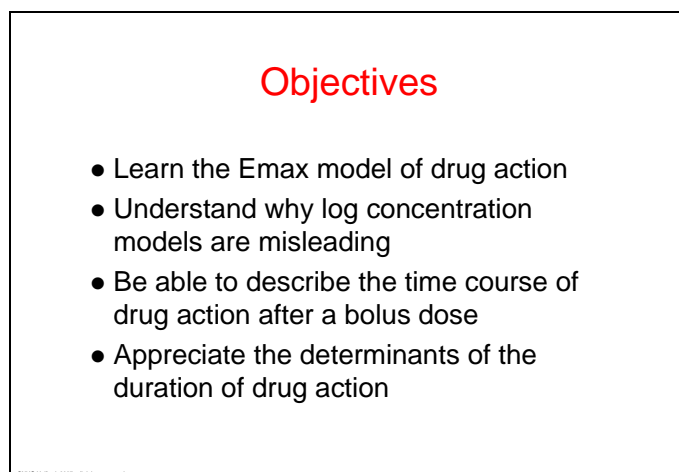 Objectives
● Learn the Emax model of drug action
● Understand why log concentration
models are misleading
● Be able to describe the time course of
drug action after a bolus dose
● Appreciate the determinants of the
duration of drug action